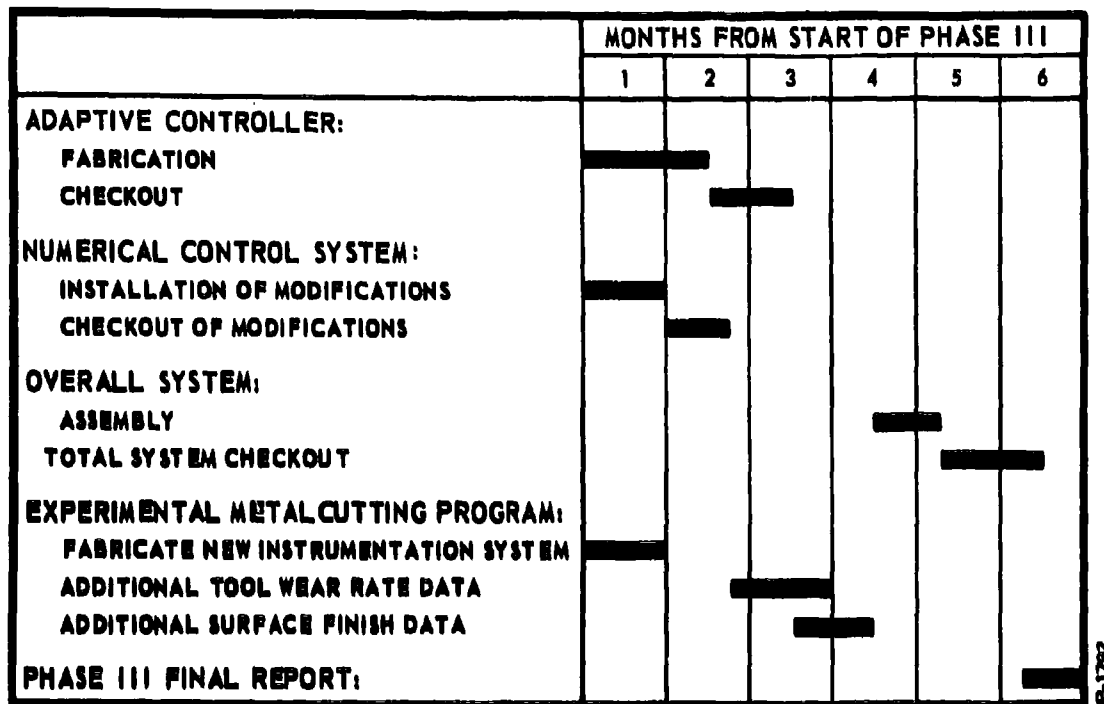 MONTHS FROM START OF PHASE III
1 2 3 4 5 6
ADAPTIVE CONTROLLER:
FABRICATION
CHECKOUT
NUMERICAL CONTROL SYSTEM:
INSTALLATION OF MODIFICATIONS
CHECKOUT OF MODIFICATIONS
OVERALL SYSTEM:
ASSEMBLY
TOTAL SYSTEM CHECKOUT
EXPERIMENTAL METALCUTTING PROGRAM:
FABRICATE NEW INSTRUMENTATION SYSTEM
ADDITIONAL TOOL WEAR RATE DATA
ADDITIONAL SURFACE FINISH DATA
PHASE III FINAL REPORT: